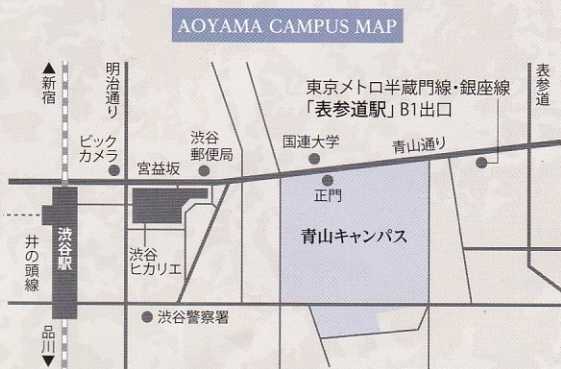 AOYAMA CAMPUS MAP
▲新宿
明治通り
表参道
東京メトロ半蔵門線・銀座線
「表参道駅」B1出口
ビック
カメラ
渋谷
郵便局
国連大学
青山通り
宮益坂
正門
青山キャンパス
渋谷駅
井の頭線
渋谷
ヒカリエ
渋谷警察署
品川▼